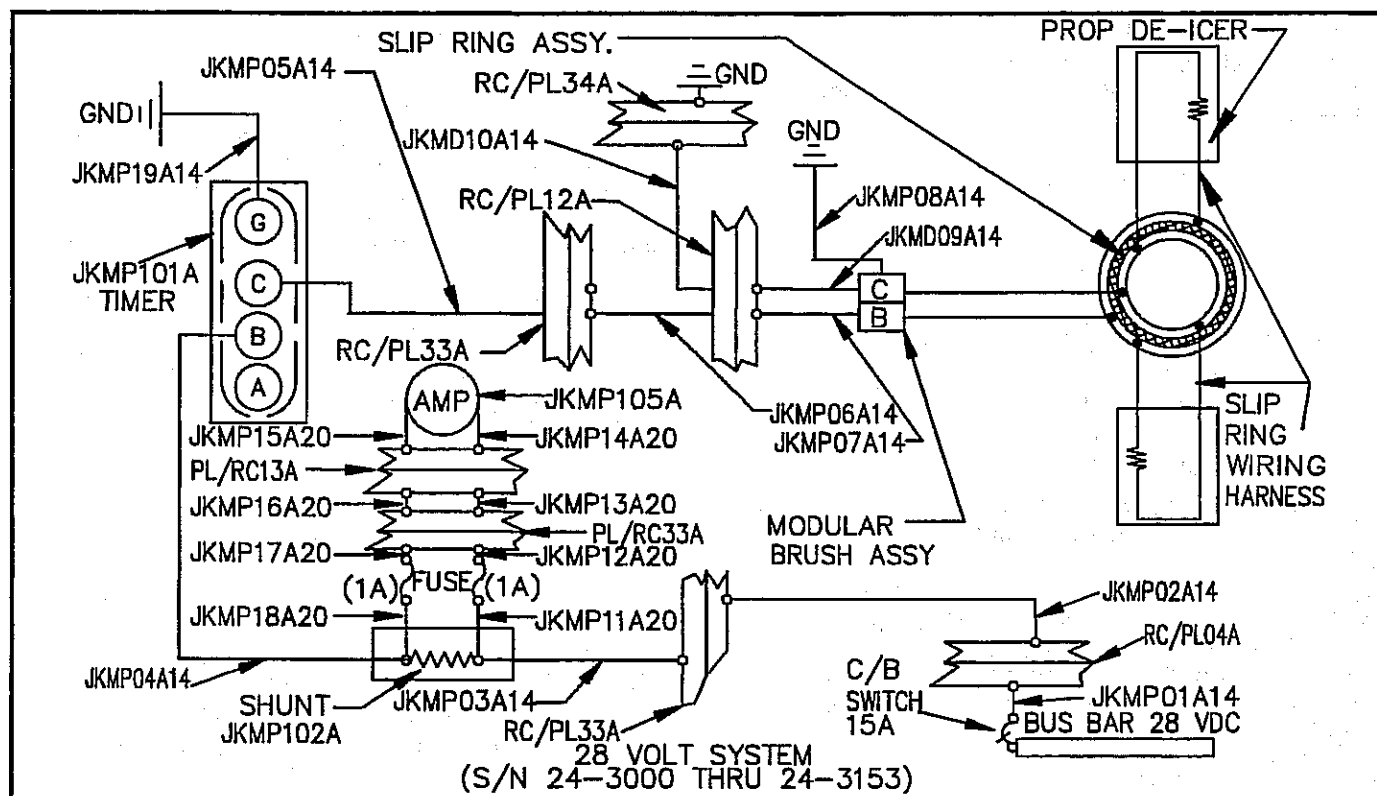 SLIP RING ASSY.
PROP DE-ICER
JKMP05A14
RC/PL34A
GND
GND
JKMD10A14
GND
JKMP19A14
RC/PL12A
JKMP08A14
JKMD09A14
G
C
B
A
JKMP101A
TIMER
C
B
RC/PL33A
AMP
JKMP105A
JKMP06A14
JKMP07A14
SLIP
RING
WIRING
HARNESS
JKMP15A20
JKMP14A20
PL/RC13A
JKMP16A20
JKMP13A20
PL/RC33A
MODULAR
BRUSH ASSY
JKMP17A20
JKMP12A20
(1A) FUSE (1A)
JKMP18A20
JKMP11A20
JKMP02A14
RC/PL04A
JKMP04A14
SHUNT
JKMP102A
JKMP03A14
RC/PL33A
C/B
SWITCH
15A
JKMP01A14
BUS BAR 28 VDC
28 VOLT SYSTEM
(S/N 24-3000 THRU 24-3153)